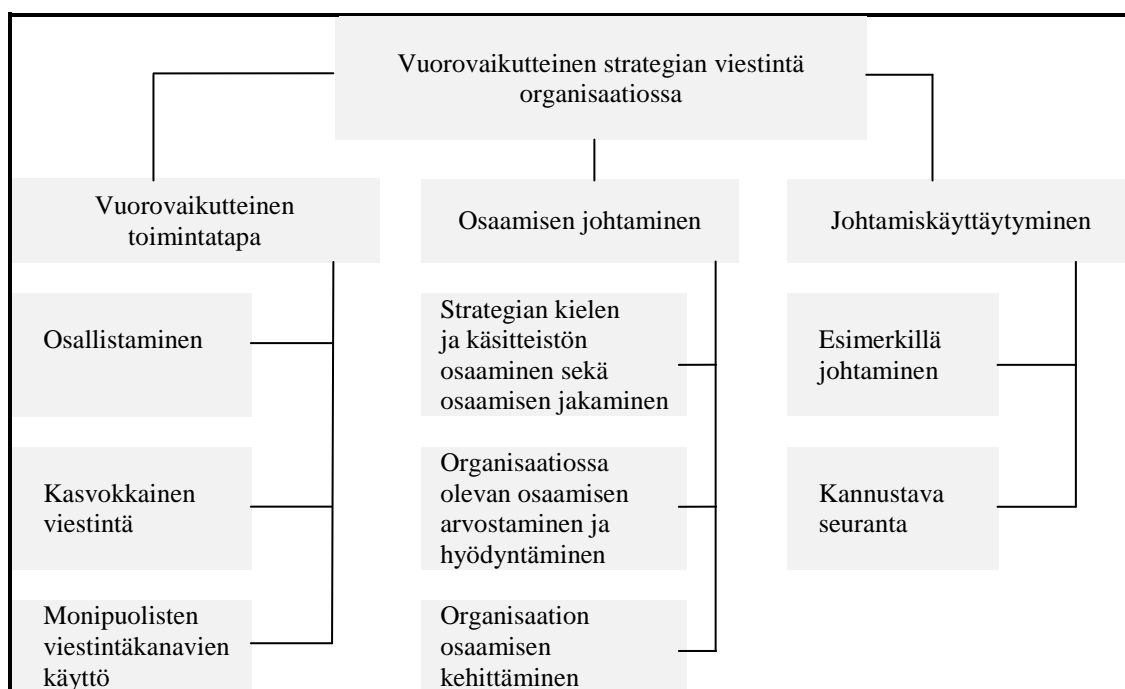 Vuorovaikutteinen strategian viestintä
organisaatiossa
Vuorovaikutteinen
toimintatapa
Osallistaminen
Kasvokkainen
viestintä
Monipuolisten
viestintäkanavien
käyttö
Osaamisen johtaminen
Strategian kielen
ja käsitteistön
osaaminen sekä
osaamisen jakaminen
Organisaatiossa
olevan osaamisen
arvostaminen ja
hyödyntäminen
Organisaation
osaamisen
kehittäminen
Johtamiskäyttäytyminen
Esimerkillä
johtaminen
Kannustava
seuranta